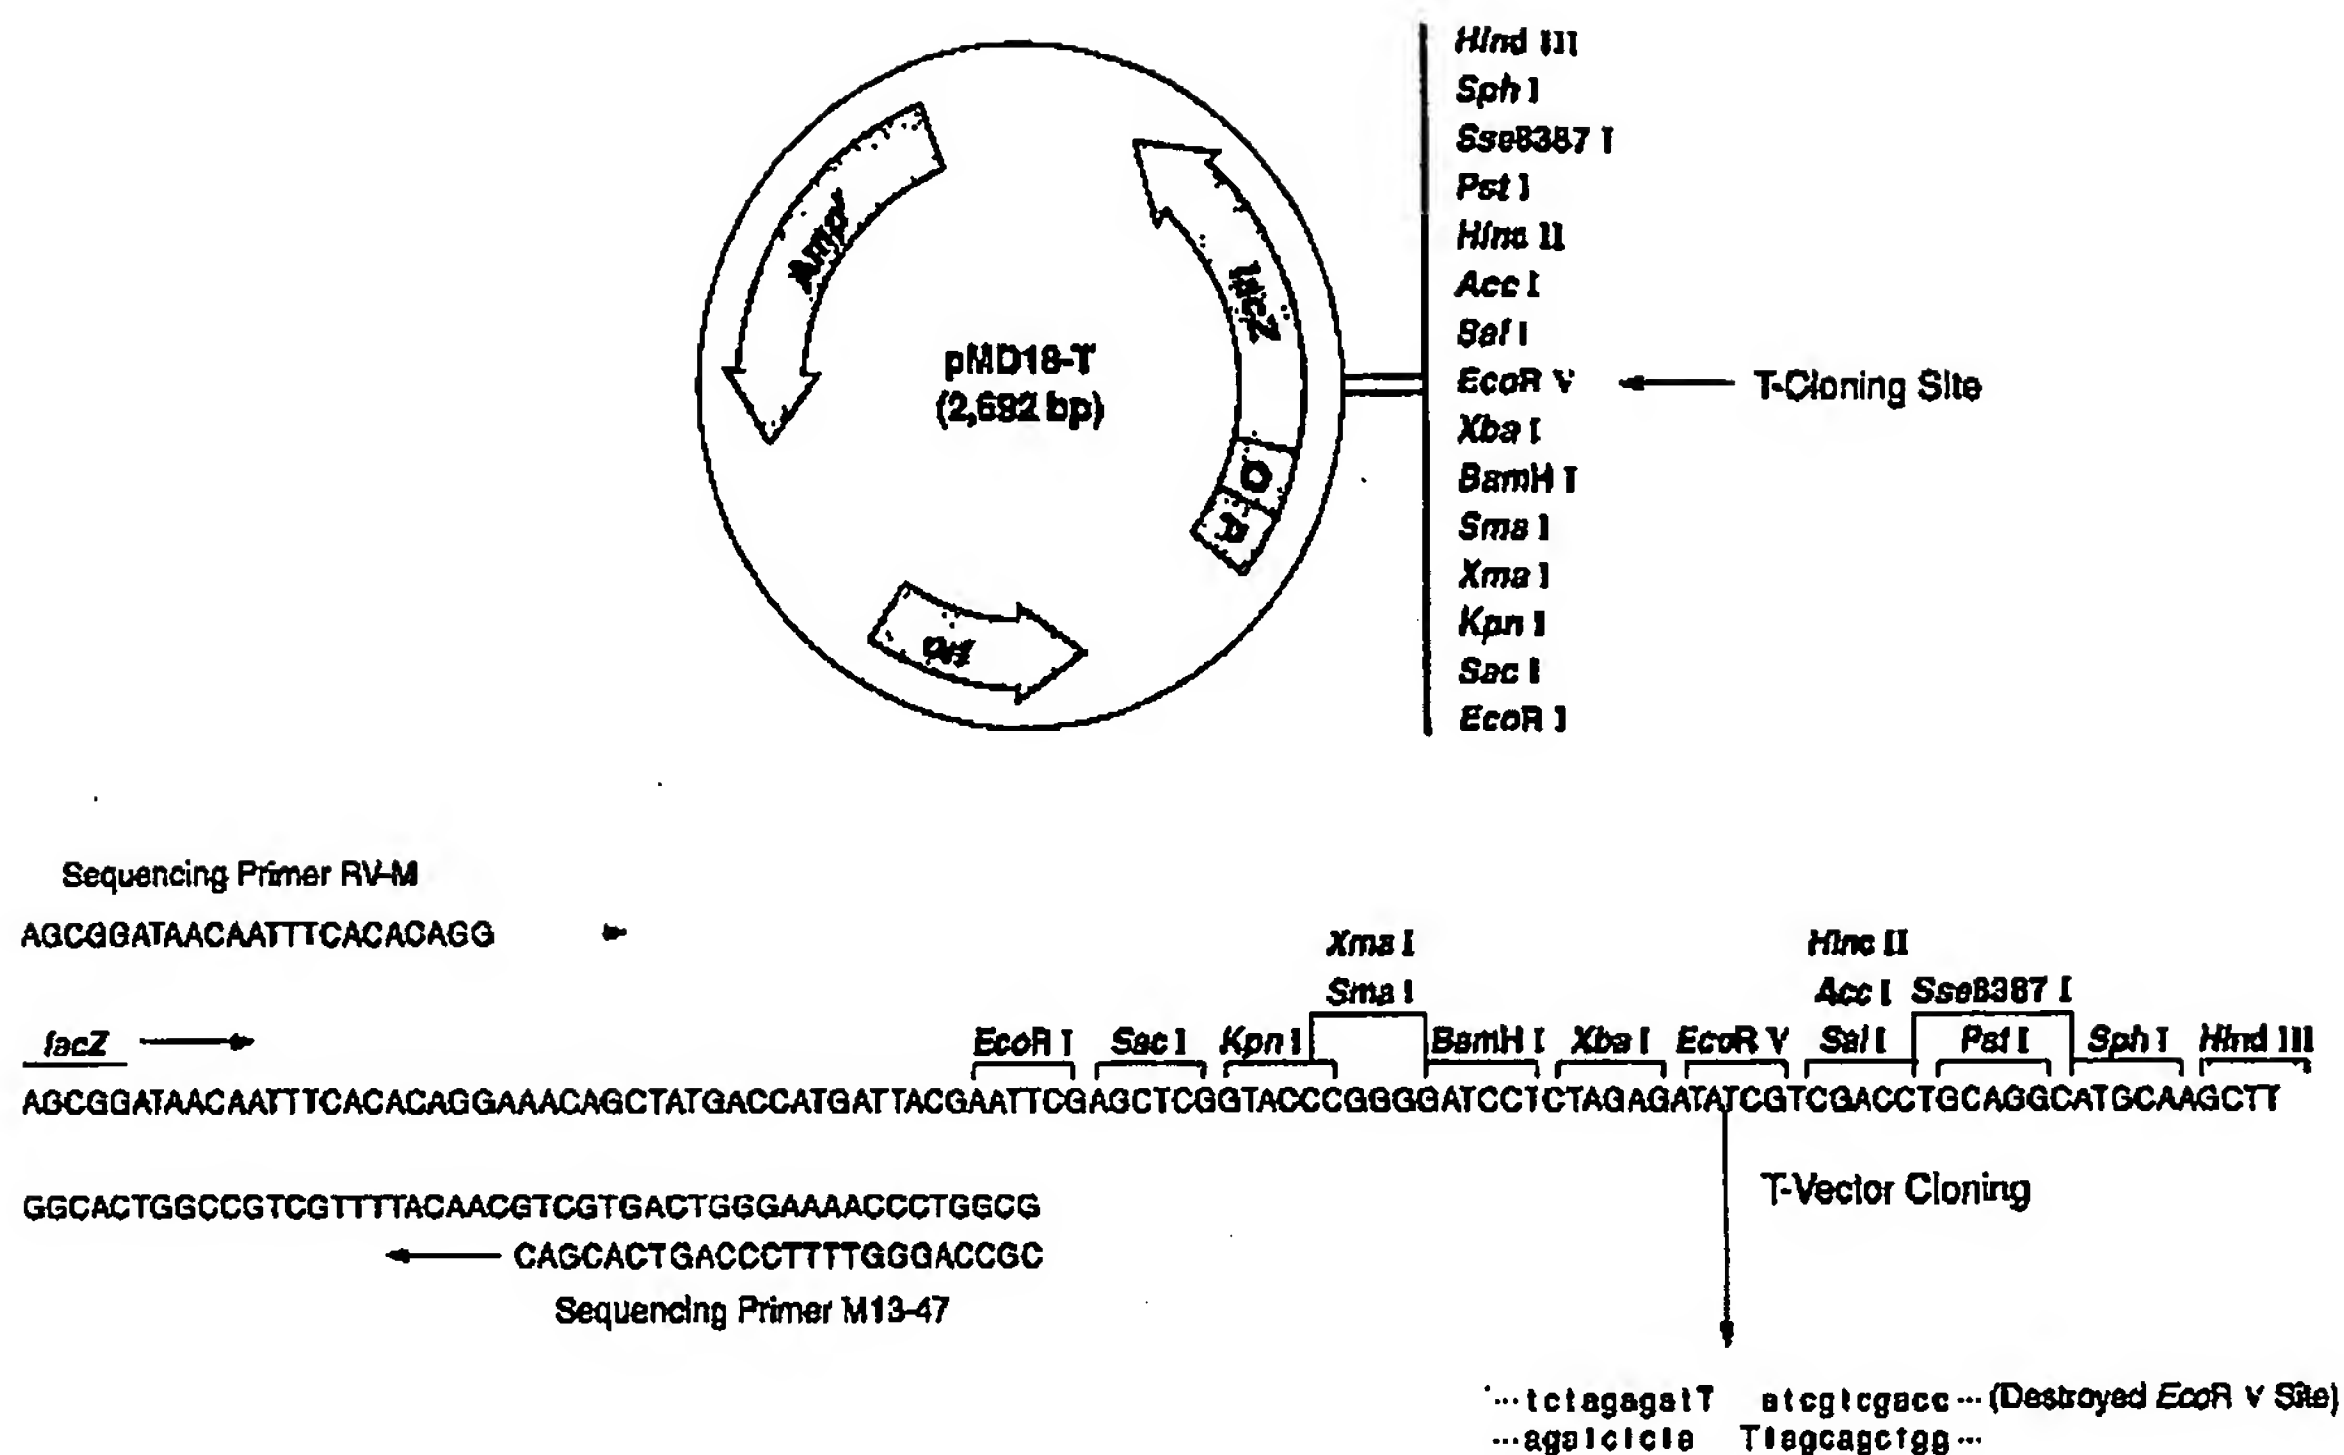 Hind III
Sph I
Sse8387 I
Pst I
Hinc II
Acc I
Sal I
EcoR V
T-Cloning Site
Xba I
BamH I
Sma I
Xma I
Kpn I
Sac I
EcoR I
Ampr
lacZ
O
P
ori
pMD18-T
(2,692 bp)
Sequencing Primer RV-M
AGCGGATAACAATTTCACACAGG
Xma I Hinc II
Sma I Acc I Sse8387 I
lacZ EcoR I Sac I Kpn I BamH I Xba I EcoR V Sal I Pst I Sph I Hind III
AGCGGATAACAATTTCACACAGGAAACAGCTATGACCATGATTACGAATTCGAGCTCGGTACCCGGGGATCCTCTAGAGATATCGTCGACCTGCAGGCATGCAAGCTT
T-Vector Cloning
GGCACTGGCCGTCGTTTTACAACGTCGTGACTGGGAAAACCCTGGCG
CAGCACTGACCCTTTTGGGACCGC
Sequencing Primer M13-47
···tctagagatT atcgtcgacc··· (Destroyed EcoR V Site)
···agatctcta Ttagcagctgg···